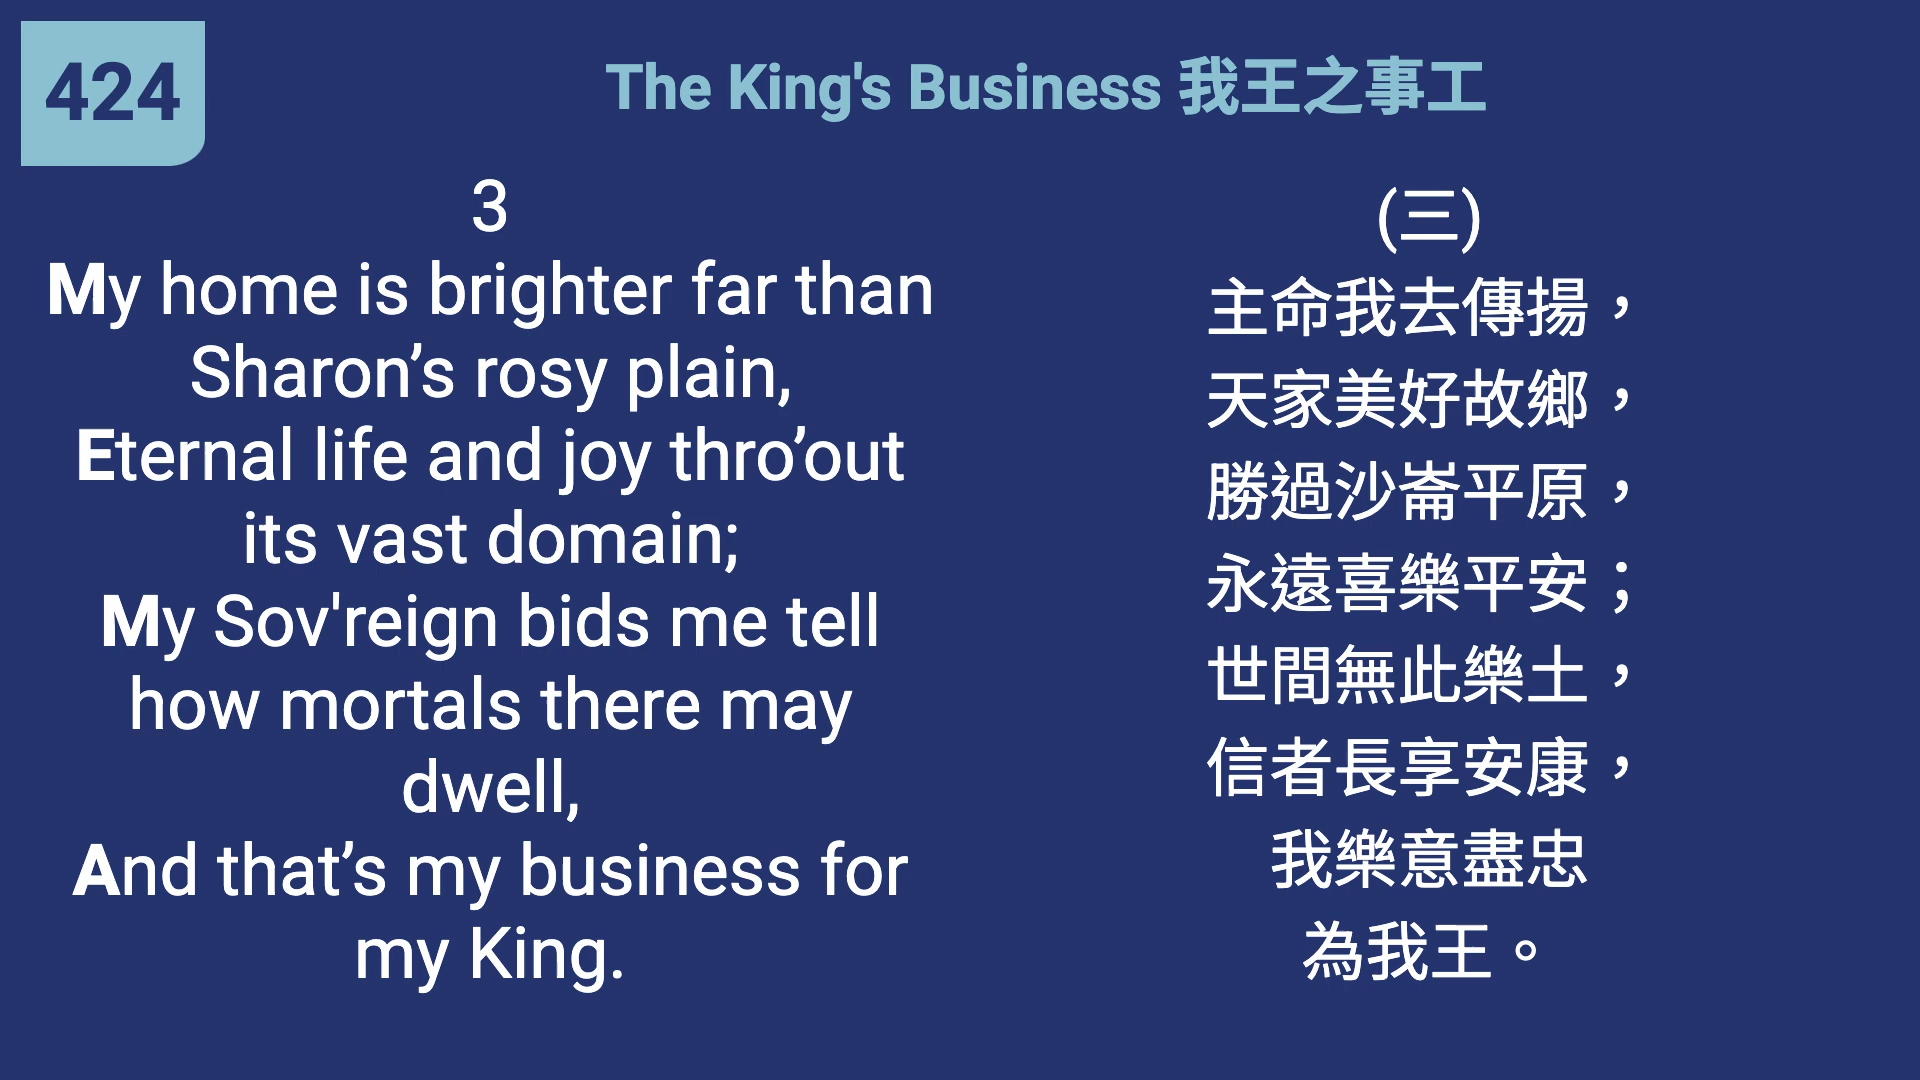 424
The King's Business 我王之事工
3
My home is brighter far than
Sharon’s rosy plain,
Eternal life and joy thro’out
its vast domain;
My Sov'reign bids me tell
how mortals there may
dwell,
And that’s my business for
my King.
(三)
主命我去傳揚，
天家美好故鄉，
勝過沙崙平原，
永遠喜樂平安；
世間無此樂土，
信者長享安康，
我樂意盡忠
為我王。